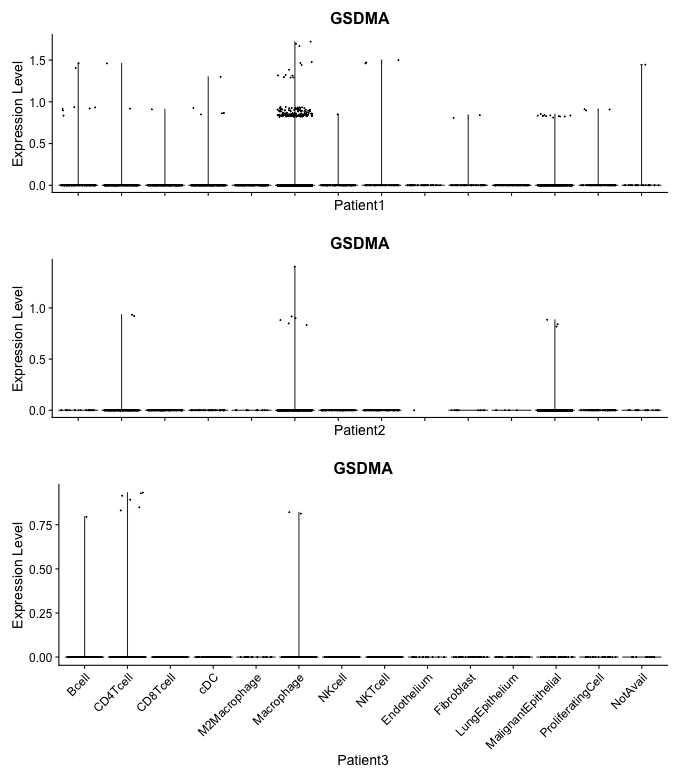 GSDMA
Expression Level
1.5
1.0
0.5
0.0
Patient1
GSDMA
Expression Level
1.0
0.5
0.0
Patient2
GSDMA
Expression Level
0.75
0.50
0.25
0.00
Bcell
CD4Tcell
CD8Tcell
cDC
M2Macrophage
Macrophage
NKcell
NKTcell
Endothelium
Fibroblast
LungEpithelium
MalignantEpithelial
ProliferatingCell
NotAvail
Patient3